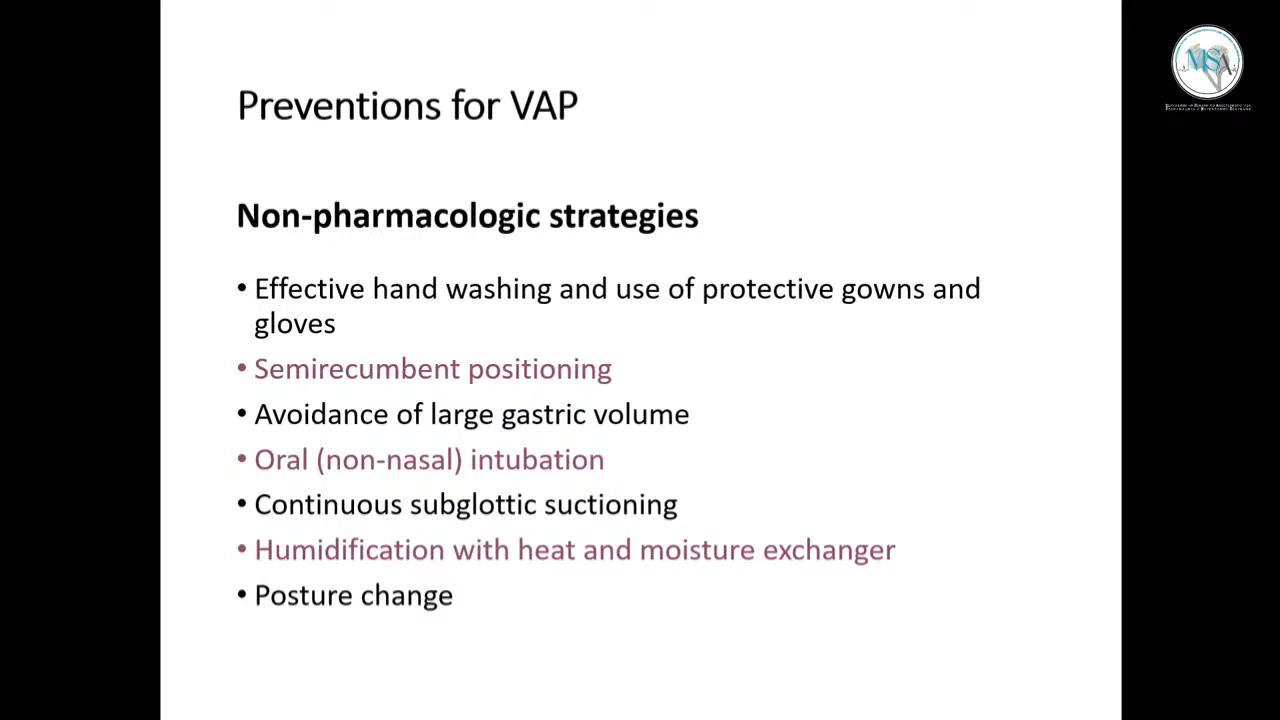 MSA
Preventions for VAP
Non-pharmacologic strategies
• Effective hand washing and use of protective gowns and
gloves
• Semirecumbent positioning
• Avoidance of large gastric volume
• Oral (non-nasal) intubation
• Continuous subglottic suctioning
• Humidification with heat and moisture exchanger
• Posture change